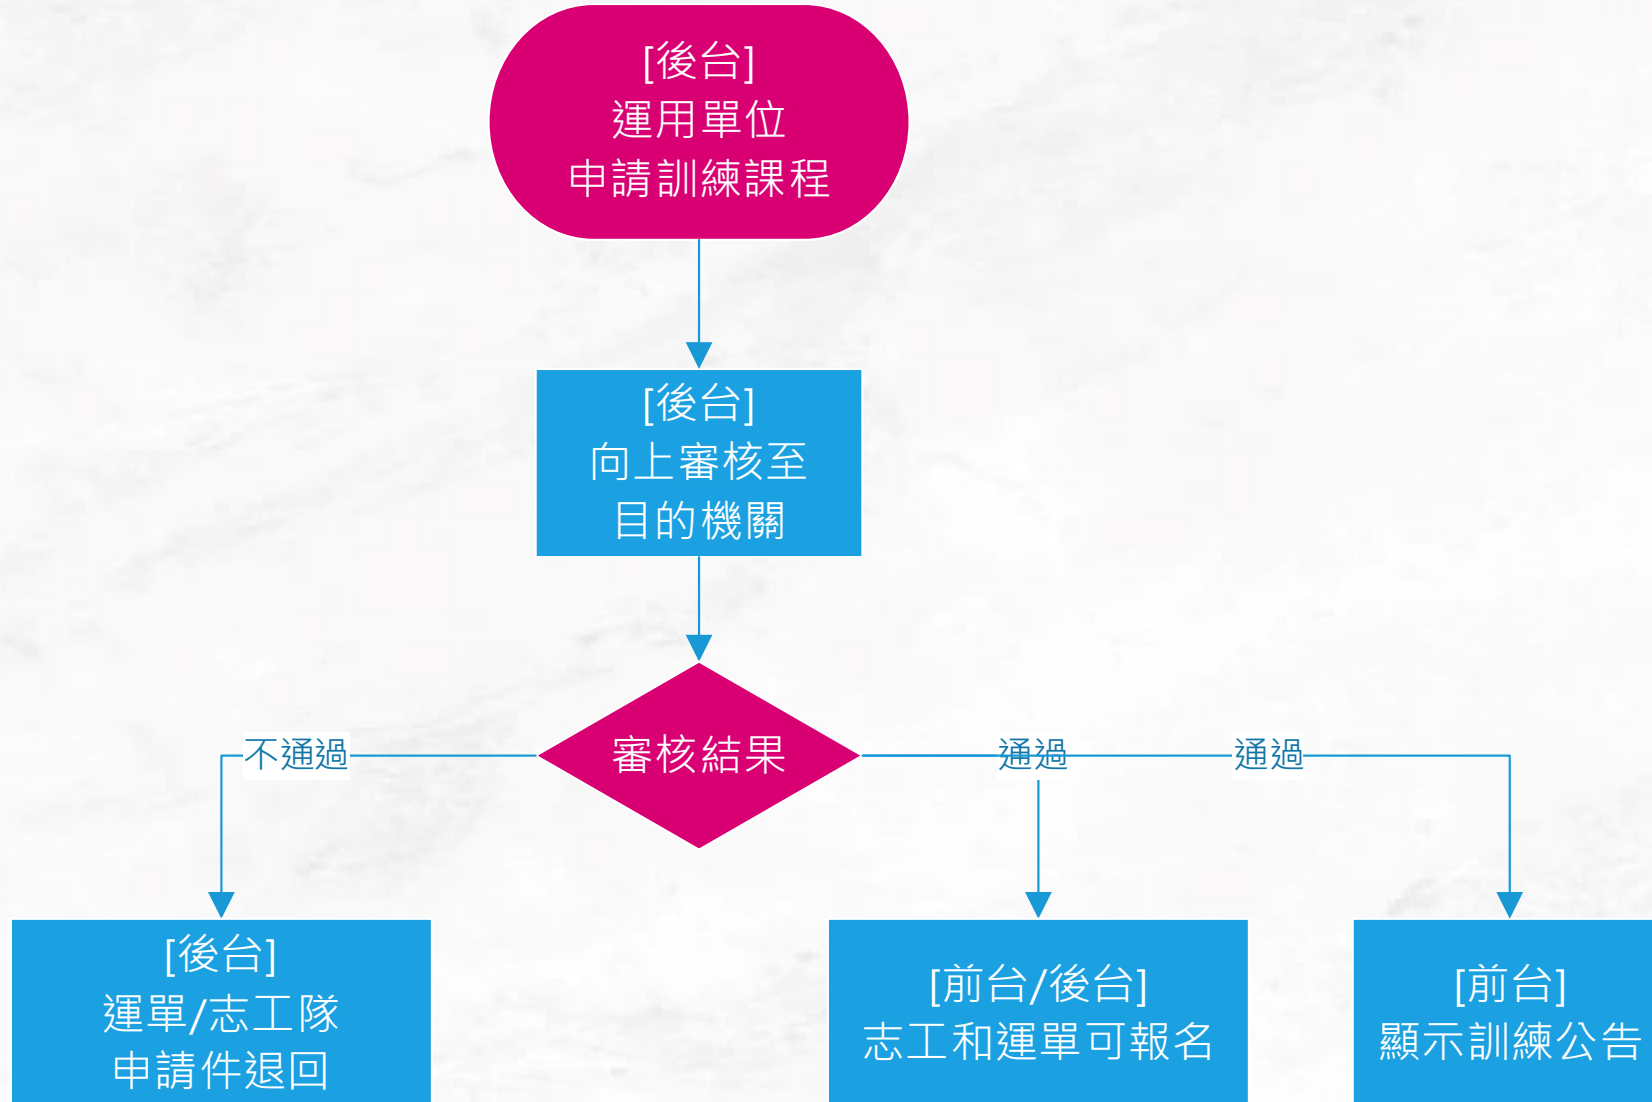 [後台]
運用單位
申請訓練課程
[後台]
向上審核至
目的機關
審核結果
不通過
通過
通過
[後台]
運單/志工隊
申請件退回
[前台/後台]
志工和運單可報名
[前台]
顯示訓練公告